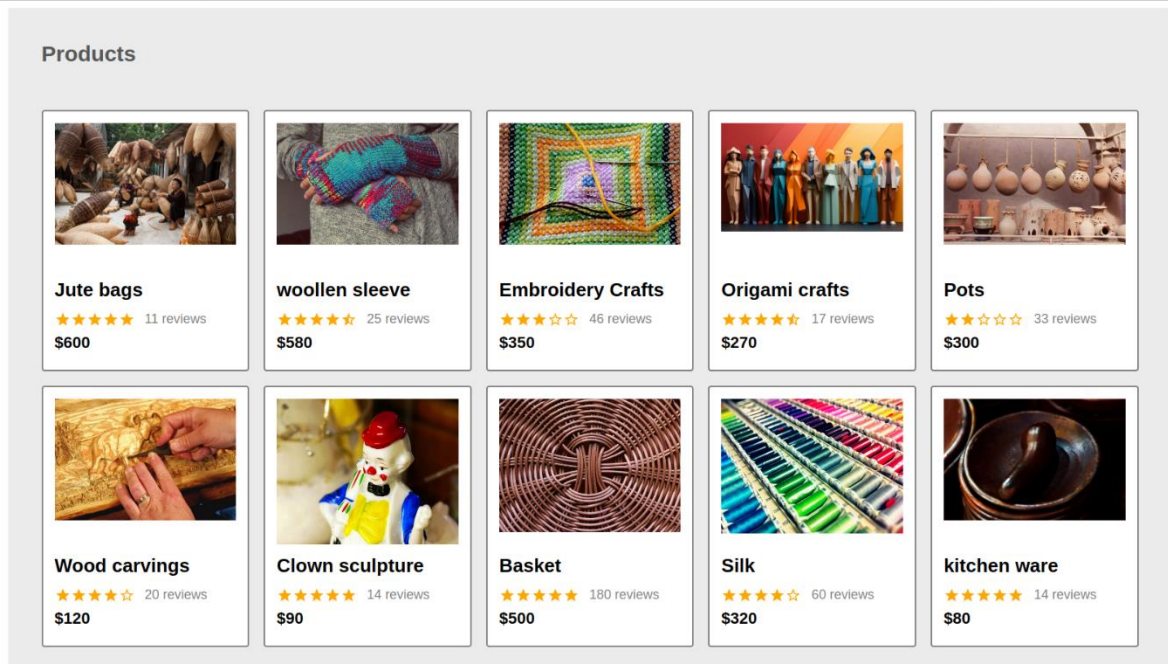 Products
Jute bags
11 reviews
$600
woollen sleeve
25 reviews
$580
Embroidery Crafts
46 reviews
$350
Origami crafts
17 reviews
$270
Pots
33 reviews
$300
Wood carvings
20 reviews
$120
Clown sculpture
14 reviews
$90
Basket
180 reviews
$500
Silk
60 reviews
$320
kitchen ware
14 reviews
$80